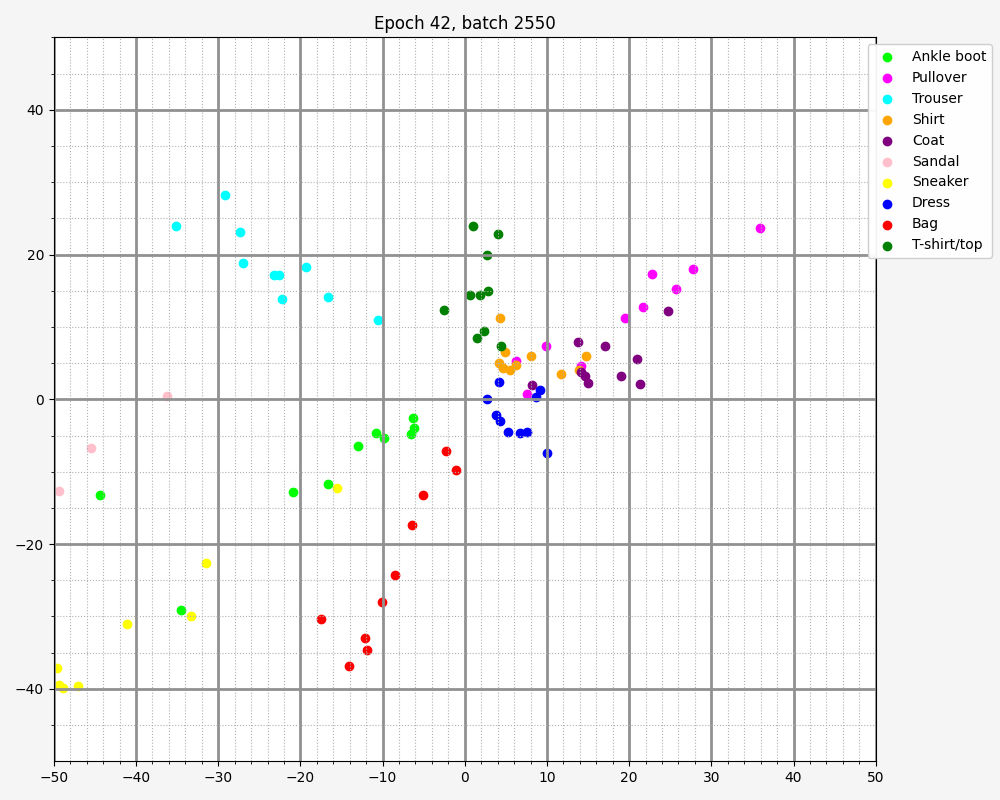 Epoch 42, batch 2550
Ankle boot
Pullover
Trouser
Shirt
Coat
Sandal
Sneaker
Dress
Bag
T-shirt/top
40
20
0
−20
−40
−50 −40 −30 −20 −10 0 10 20 30 40 50